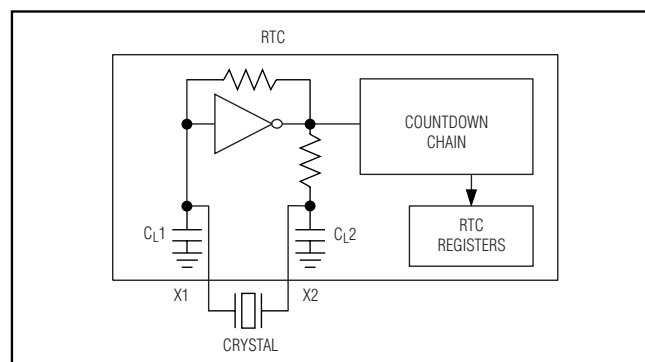 RTC
COUNTDOWN
CHAIN
RTC
REGISTERS
CL1
CL2
X1
X2
CRYSTAL